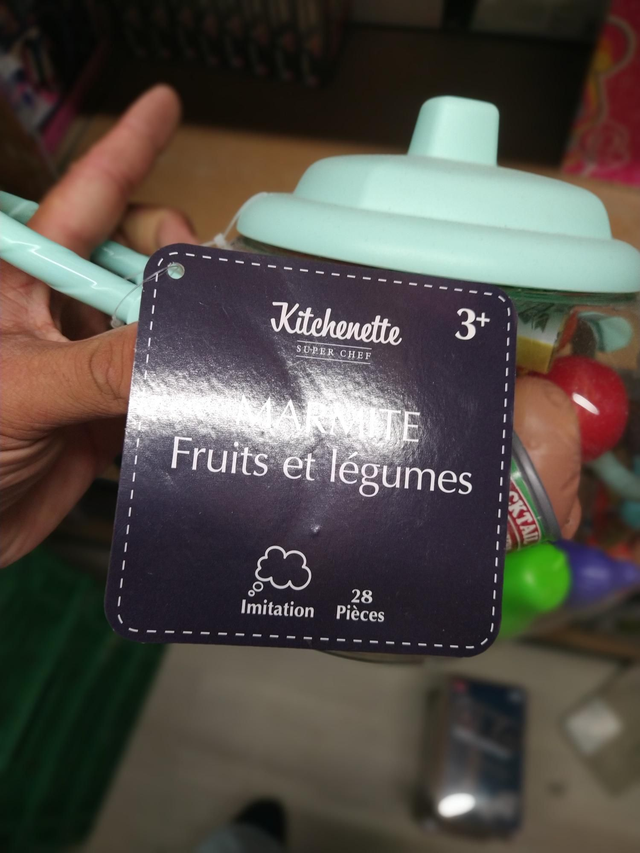 Kitchenette
SUPER CHEF
3+
MARMITE
Fruits et légumes
Imitation
28
Pièces